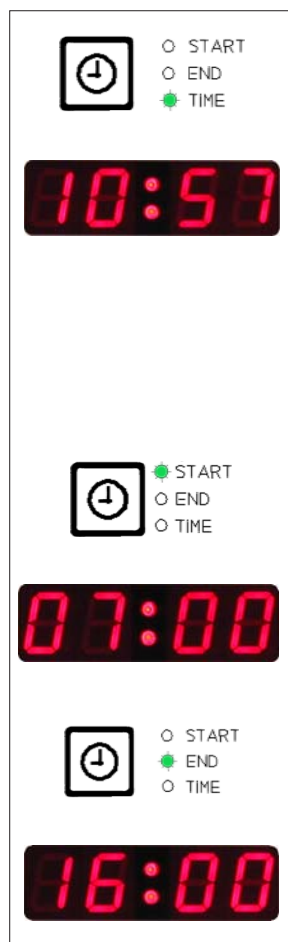 START
END
TIME
10:57
START
END
TIME
07:00
START
END
TIME
16:00